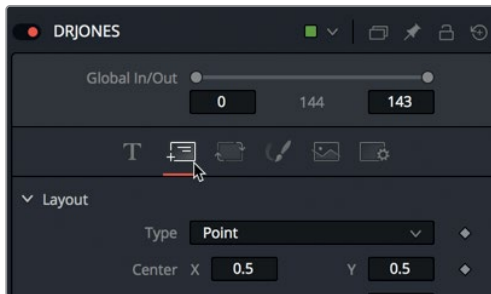 DRJONES
Global In/Out
0 144 143
T
Layout
Type Point
Center X 0.5 Y 0.5